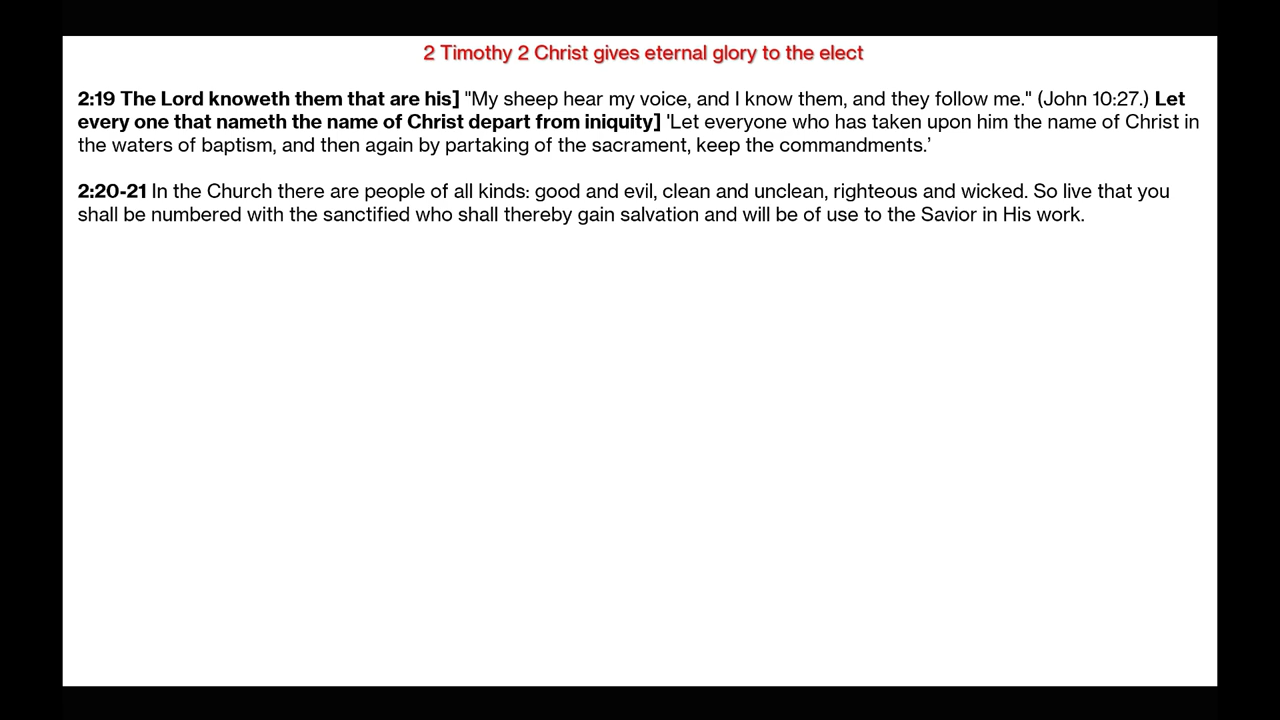 2 Timothy 2 Christ gives eternal glory to the elect
2:19 The Lord knoweth them that are his] "My sheep hear my voice, and I know them, and they follow me." (John 10:27.) Let
every one that nameth the name of Christ depart from iniquity] 'Let everyone who has taken upon him the name of Christ in
the waters of baptism, and then again by partaking of the sacrament, keep the commandments.’
2:20-21 In the Church there are people of all kinds: good and evil, clean and unclean, righteous and wicked. So live that you
shall be numbered with the sanctified who shall thereby gain salvation and will be of use to the Savior in His work.